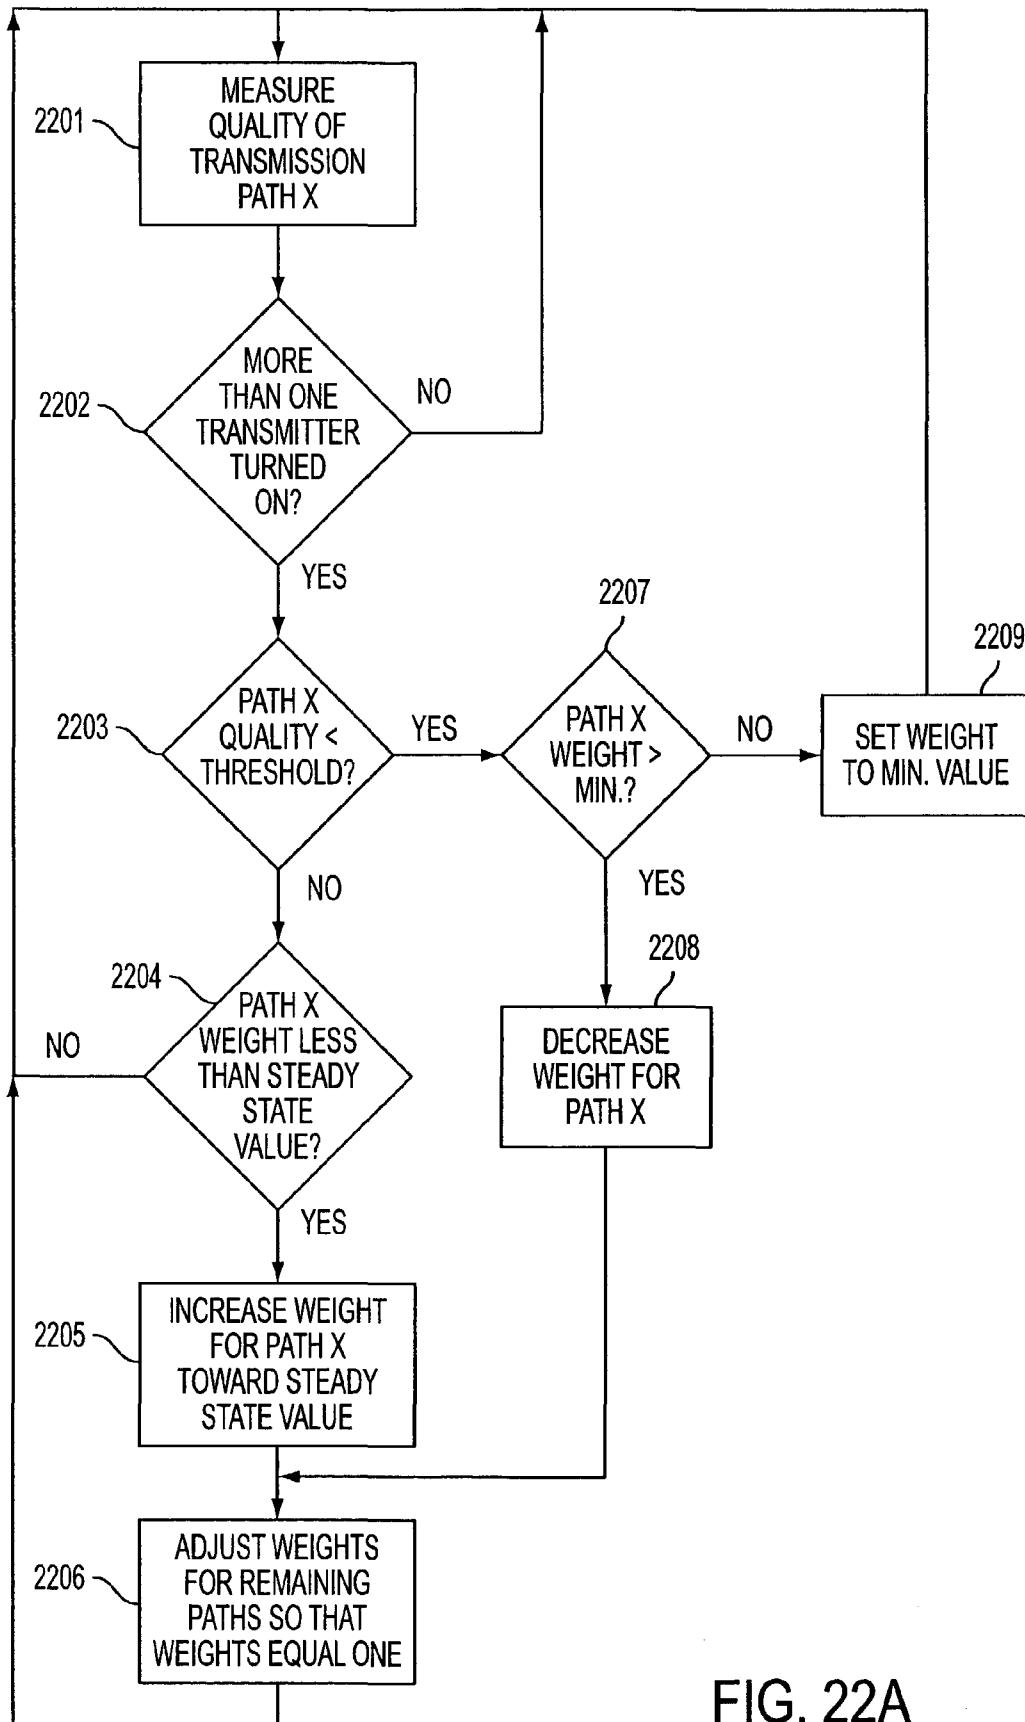 2201
MEASURE
QUALITY OF
TRANSMISSION
PATH X
2202
MORE
THAN ONE
TRANSMITTER
TURNED
ON?
NO
YES
2203
PATH X
QUALITY <
THRESHOLD?
YES
NO
2207
PATH X
WEIGHT >
MIN.?
NO
YES
2209
SET WEIGHT
TO MIN. VALUE
2204
PATH X
WEIGHT LESS
THAN STEADY
STATE
VALUE?
NO
YES
2208
DECREASE
WEIGHT FOR
PATH X
2205
INCREASE WEIGHT
FOR PATH X
TOWARD STEADY
STATE VALUE
2206
ADJUST WEIGHTS
FOR REMAINING
PATHS SO THAT
WEIGHTS EQUAL ONE
FIG. 22A